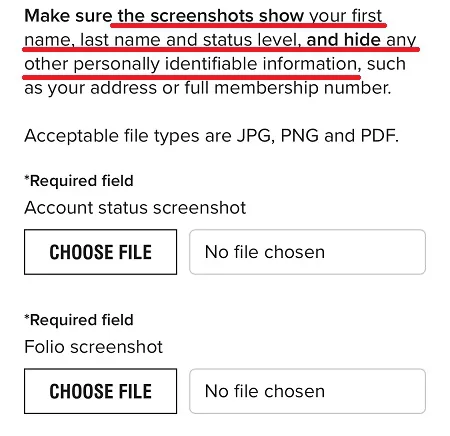 Make sure the screenshots show your first
name, last name and status level, and hide any
other personally identifiable information, such
as your address or full membership number.
Acceptable file types are JPG, PNG and PDF.
*Required field
Account status screenshot
CHOOSE FILE No file chosen
*Required field
Folio screenshot
CHOOSE FILE No file chosen